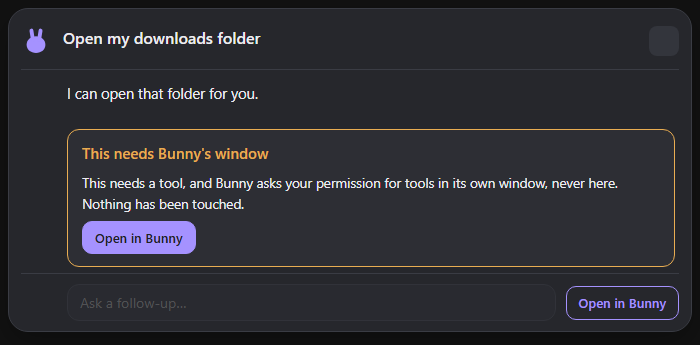 Open my downloads folder
I can open that folder for you.
This needs Bunny's window
This needs a tool, and Bunny asks your permission for tools in its own window, never here.
Nothing has been touched.
Open in Bunny
Ask a follow-up...
Open in Bunny